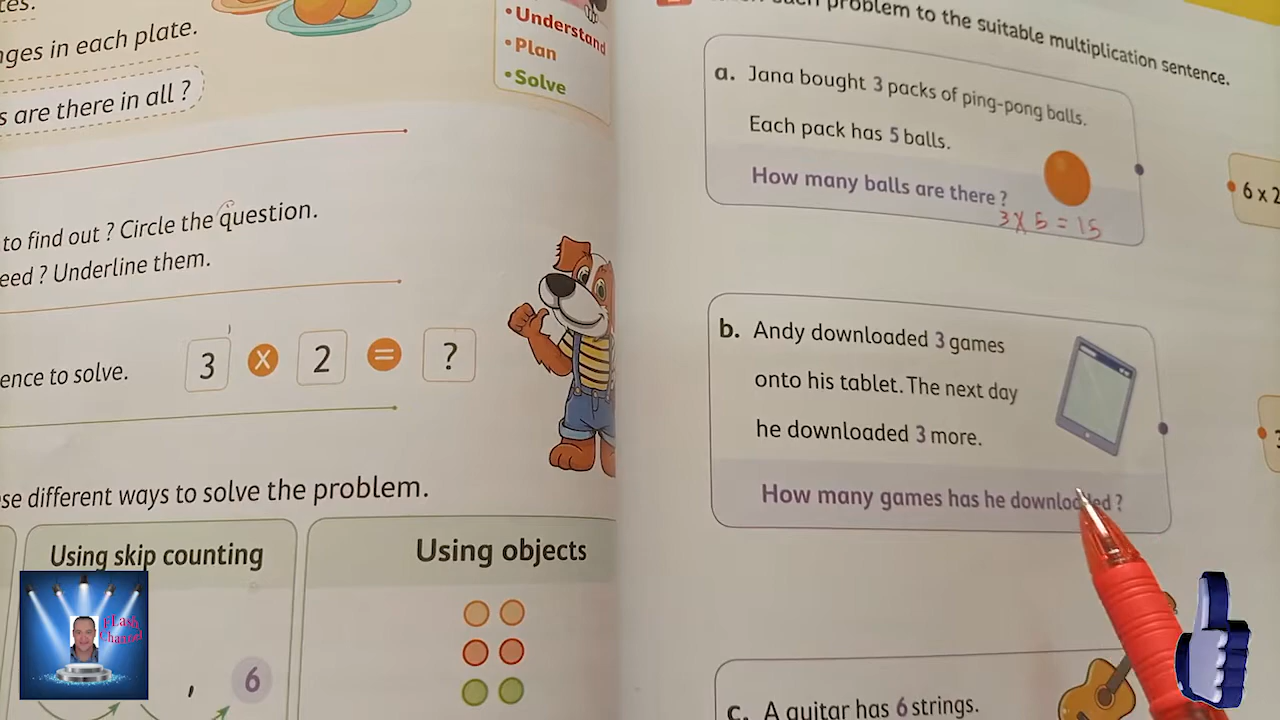 nges in each plate.
s are there in all ?
to find out ? Circle the question.
eed ? Underline them.
ence to solve.
3 x 2 = ?
se different ways to solve the problem.
Using skip counting
, 6
Using objects
• Understand
• Plan
• Solve
problem to the suitable multiplication sentence.
a. Jana bought 3 packs of ping-pong balls.
Each pack has 5 balls.
How many balls are there ?
3 x 5 = 15
6 x 2
b. Andy downloaded 3 games
onto his tablet. The next day
he downloaded 3 more.
How many games has he downloaded ?
c. A guitar has 6 strings.
FLash
Channel